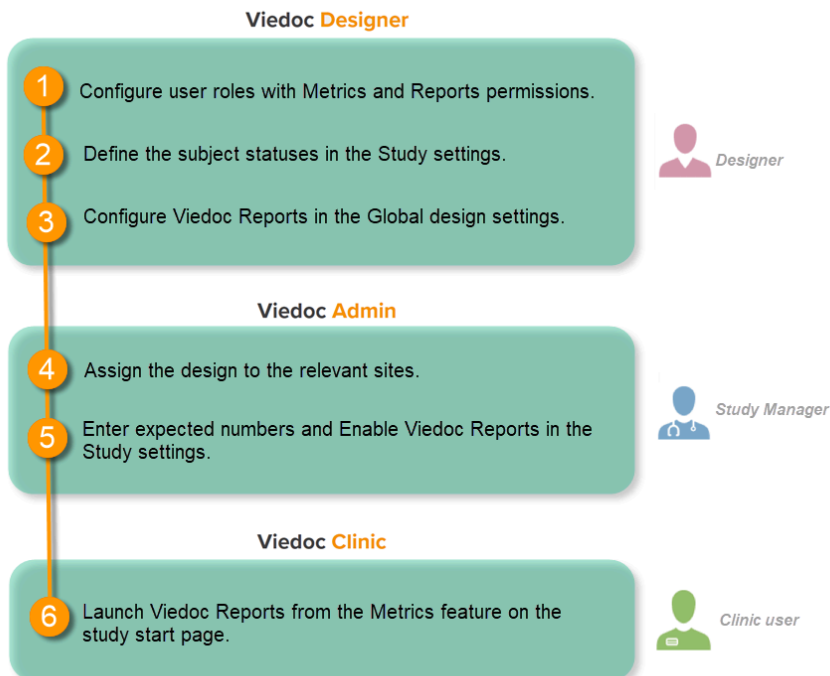 Viedoc Designer
1 Configure user roles with Metrics and Reports permissions.
2 Define the subject statuses in the Study settings.
Designer
3 Configure Viedoc Reports in the Global design settings.
Viedoc Admin
4 Assign the design to the relevant sites.
Study Manager
5 Enter expected numbers and Enable Viedoc Reports in the
Study settings.
Viedoc Clinic
6 Launch Viedoc Reports from the Metrics feature on the
study start page.
Clinic user